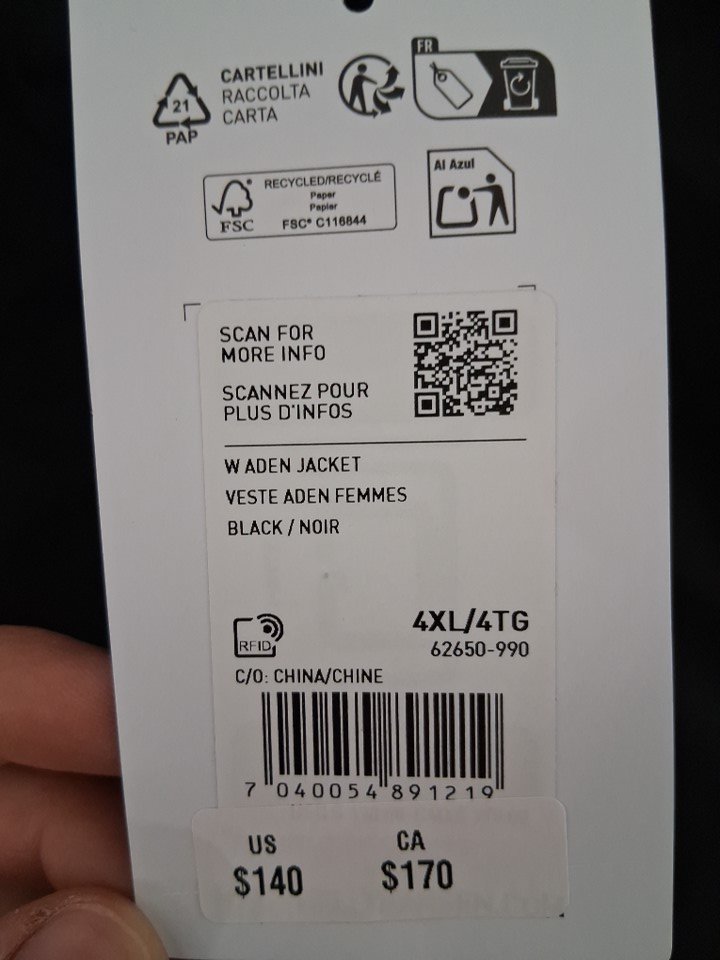 21
PAP
CARTELLINI
RACCOLTA
CARTA
FR
FSC
RECYCLED/RECYCLÉ
Paper
Papier
FSC® C116844
Al Azul
SCAN FOR
MORE INFO
SCANNEZ POUR
PLUS D'INFOS
W ADEN JACKET
VESTE ADEN FEMMES
BLACK / NOIR
RFID
4XL/4TG
62650-990
C/O: CHINA/CHINE
7 040054 891219
US
$140
CA
$170